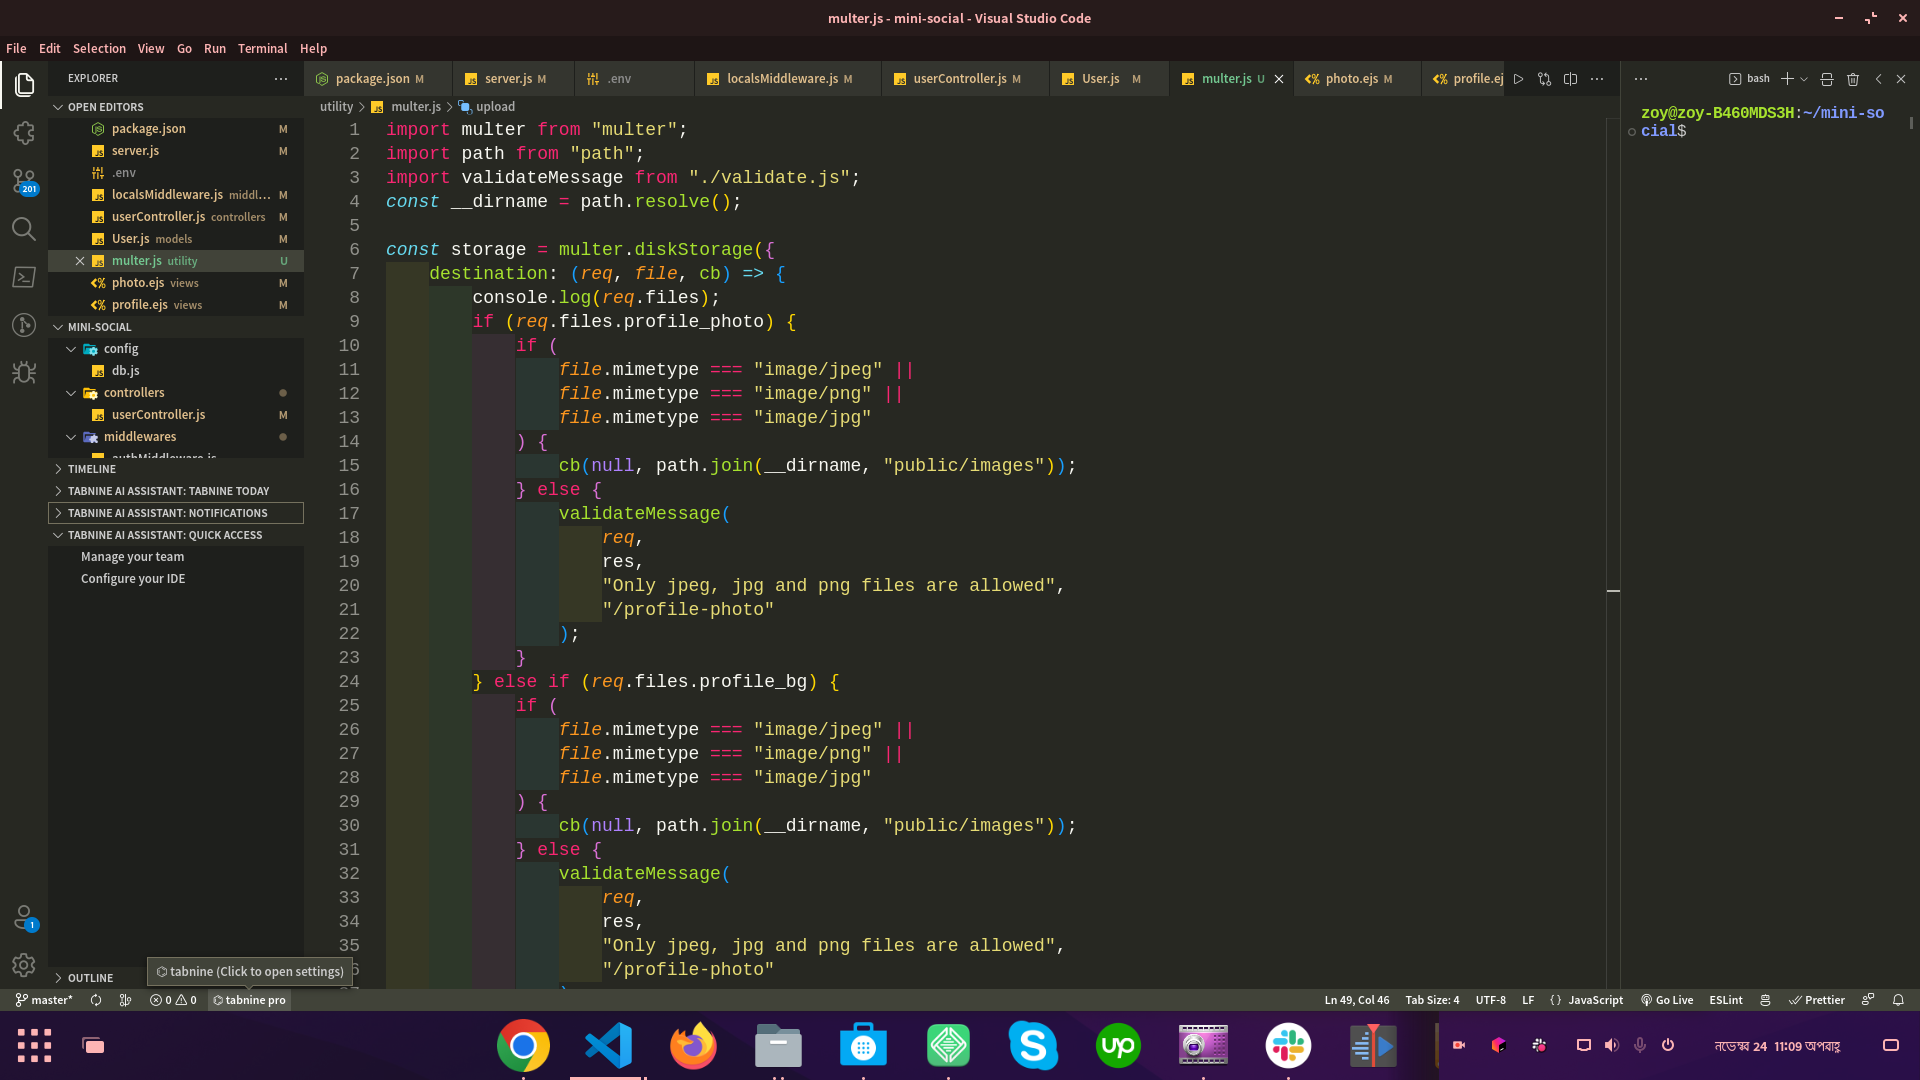 multer.js - mini-social - Visual Studio Code
File Edit Selection View Go Run Terminal Help
EXPLORER
OPEN EDITORS
package.json M
server.js M
.env
localsMiddleware.js middl... M
userController.js controllers M
User.js models M
multer.js utility U
photo.ejs views M
profile.ejs views M
MINI-SOCIAL
config
db.js
controllers
userController.js M
middlewares
authMiddleware.js
TIMELINE
TABNINE AI ASSISTANT: TABNINE TODAY
TABNINE AI ASSISTANT: NOTIFICATIONS
TABNINE AI ASSISTANT: QUICK ACCESS
Manage your team
Configure your IDE
OUTLINE
201
1
tabnine (Click to open settings)
package.json M server.js M .env localsMiddleware.js M userController.js M User.js M multer.js U photo.ejs M profile.ej
utility > multer.js > upload
1 import multer from "multer";
2 import path from "path";
3 import validateMessage from "./validate.js";
4 const __dirname = path.resolve();
5
6 const storage = multer.diskStorage({
7 destination: (req, file, cb) => {
8 console.log(req.files);
9 if (req.files.profile_photo) {
10 if (
11 file.mimetype === "image/jpeg" ||
12 file.mimetype === "image/png" ||
13 file.mimetype === "image/jpg"
14 ) {
15 cb(null, path.join(__dirname, "public/images"));
16 } else {
17 validateMessage(
18 req,
19 res,
20 "Only jpeg, jpg and png files are allowed",
21 "/profile-photo"
22 );
23 }
24 } else if (req.files.profile_bg) {
25 if (
26 file.mimetype === "image/jpeg" ||
27 file.mimetype === "image/png" ||
28 file.mimetype === "image/jpg"
29 ) {
30 cb(null, path.join(__dirname, "public/images"));
31 } else {
32 validateMessage(
33 req,
34 res,
35 "Only jpeg, jpg and png files are allowed",
6 "/profile-photo"
bash
zoy@zoy-B460MDS3H:~/mini-so
cial$
master* 0 0 tabnine pro
Ln 49, Col 46 Tab Size: 4 UTF-8 LF {} JavaScript Go Live ESLint Prettier
নভেম্বর 24 11:09 অপরাহ্ণ